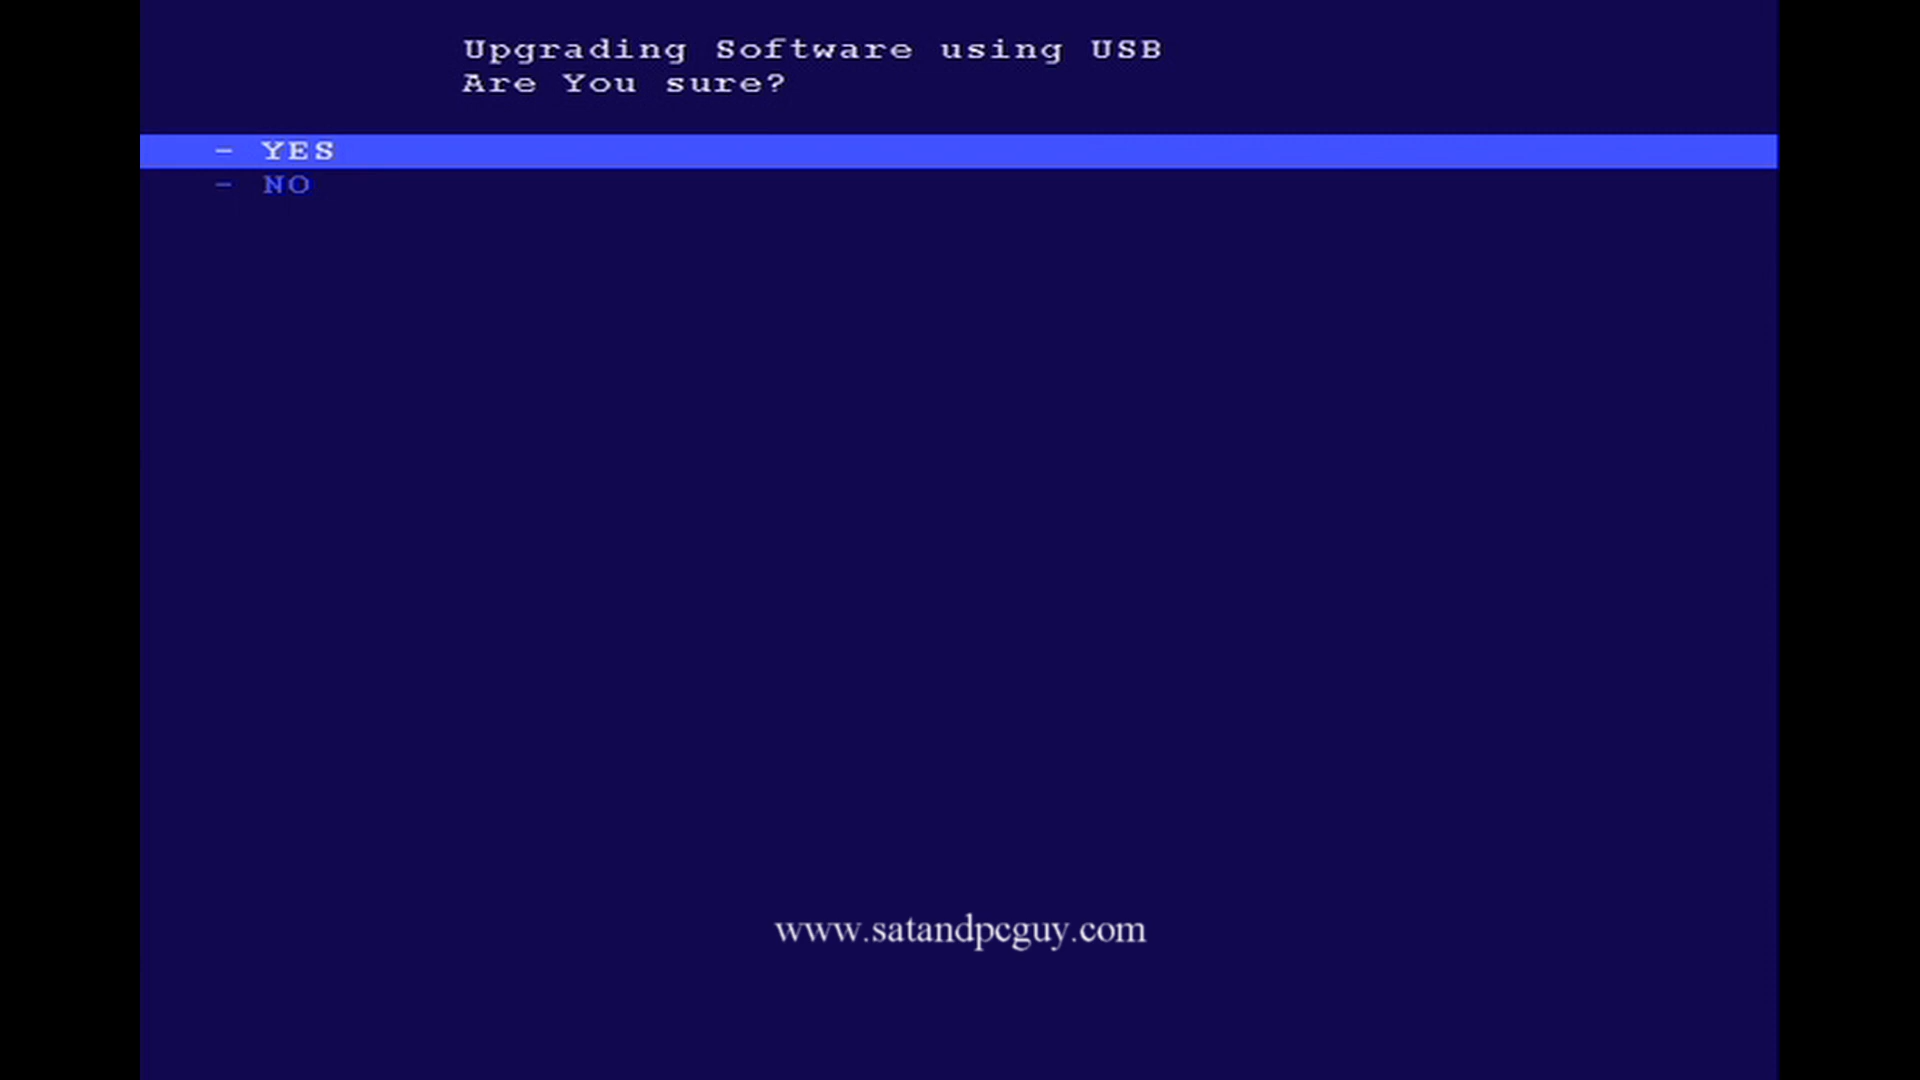 Upgrading Software using USB
Are You sure?
- YES
- NO
www.satandpcguy.com